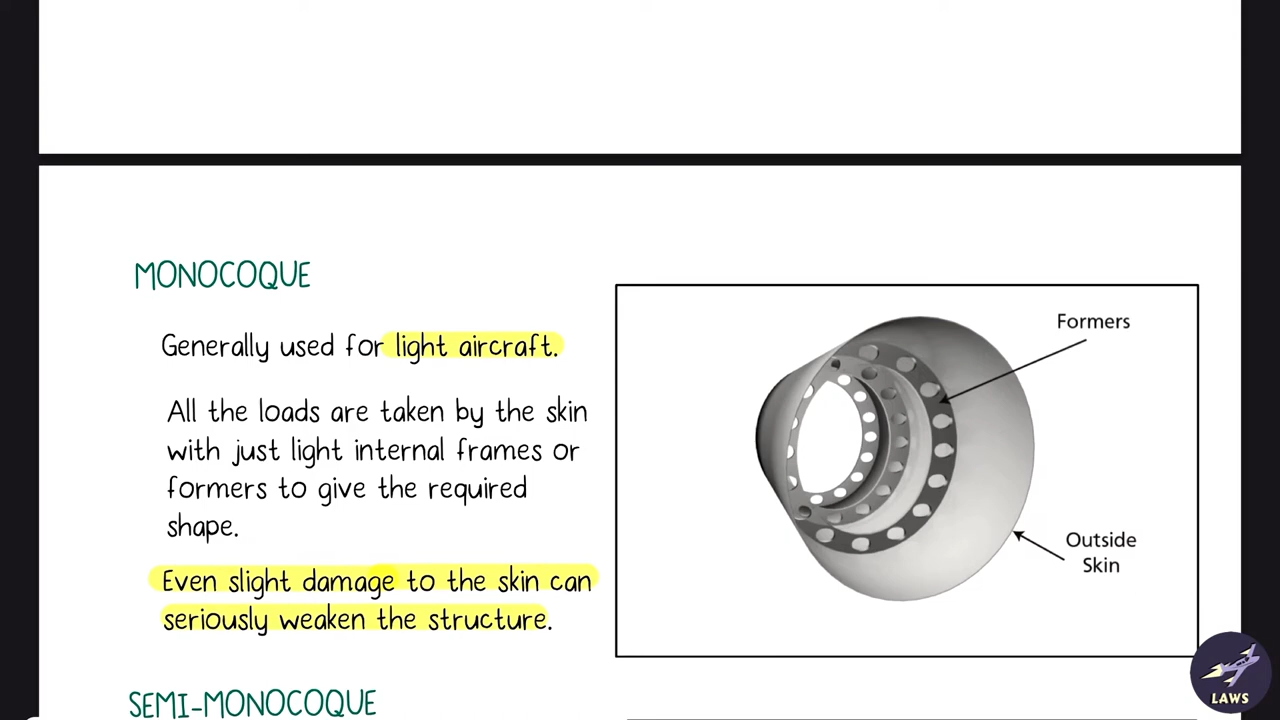 MONOCOQUE
Generally used for light aircraft.
All the loads are taken by the skin
with just light internal frames or
formers to give the required
shape.
Even slight damage to the skin can
seriously weaken the structure.
Formers
Outside
Skin
SEMI-MONOCOQUE
LAWS